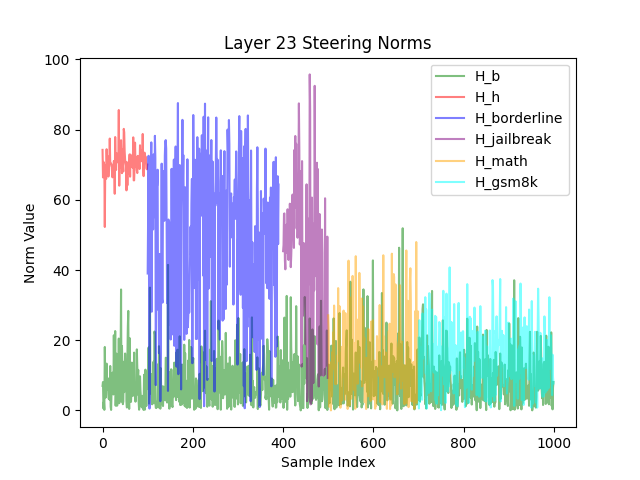 Layer 23 Steering Norms
100
80
60
40
20
0
Norm Value
H_b
H_h
H_borderline
H_jailbreak
H_math
H_gsm8k
0 200 400 600 800 1000
Sample Index